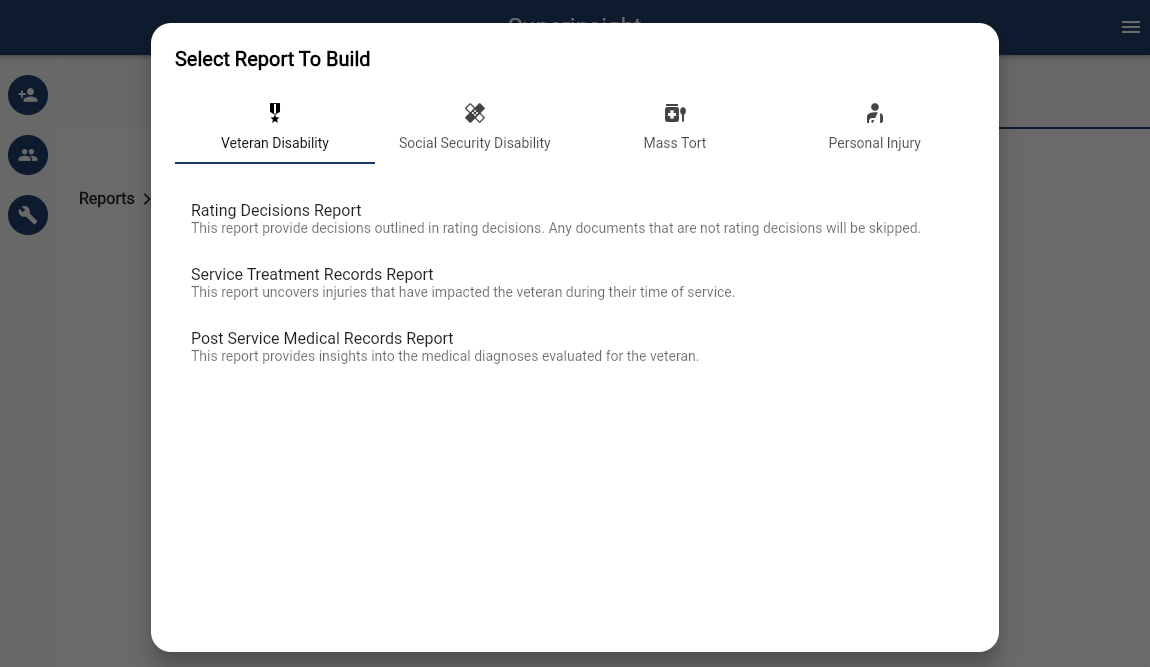 Superinsight
Select Report To Build
Veteran Disability
Social Security Disability
Mass Tort
Personal Injury
Reports
Rating Decisions Report
This report provide decisions outlined in rating decisions. Any documents that are not rating decisions will be skipped.
Service Treatment Records Report
This report uncovers injuries that have impacted the veteran during their time of service.
Post Service Medical Records Report
This report provides insights into the medical diagnoses evaluated for the veteran.